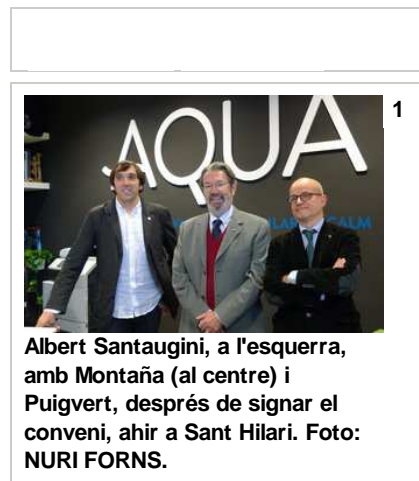 1
AQUA
Albert Santaugini, a l'esquerra,
amb Montaña (al centre) i
Puigvert, després de signar el
conveni, ahir a Sant Hilari. Foto:
NURI FORNS.